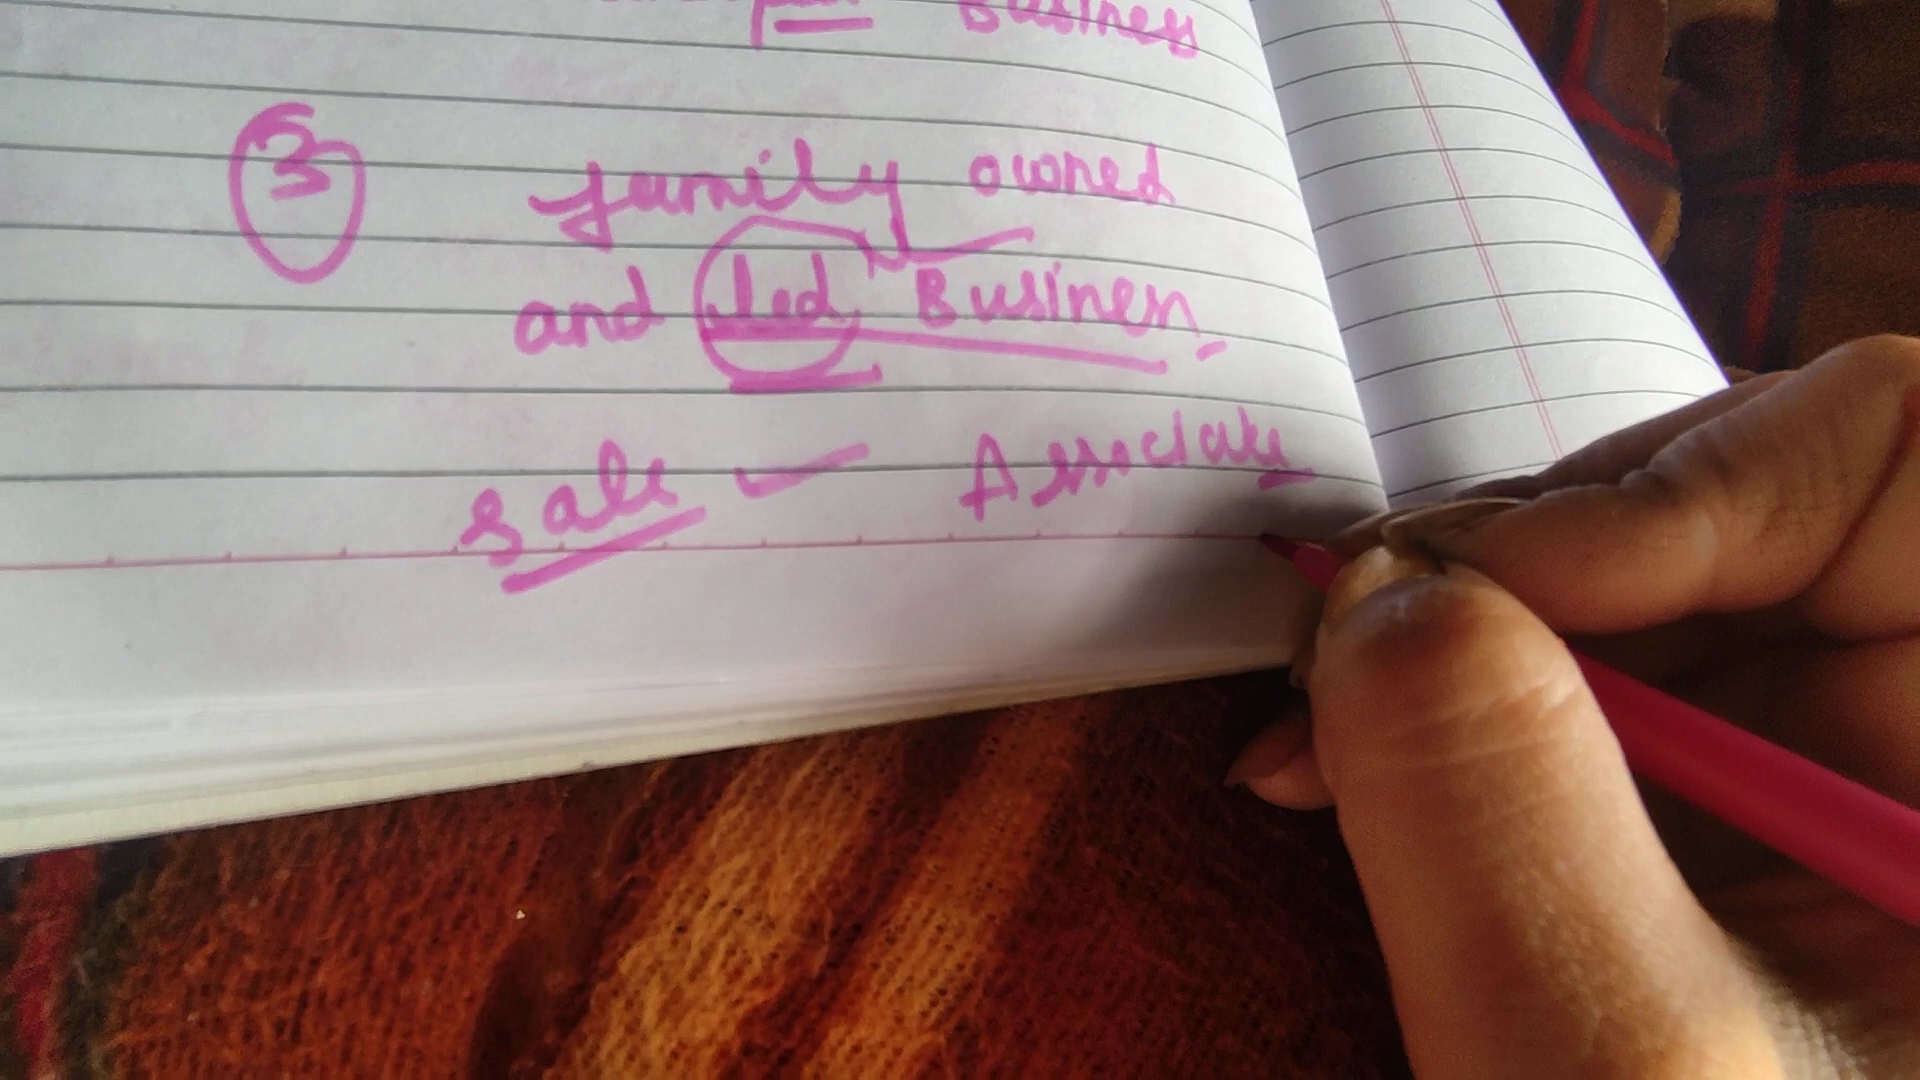 Business
3 family owned
and led Business
Sale Associate